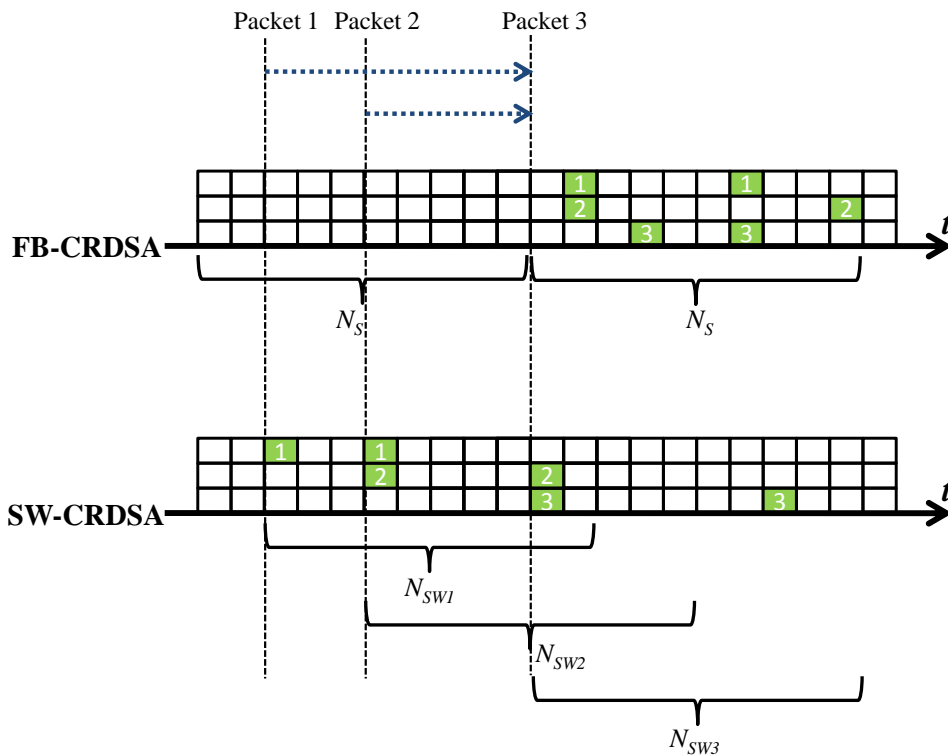 Packet 1 Packet 2 Packet 3
1 1
2 2
3 3
FB-CRDSA t
N_S N_S
1 1
2 2
3 3
SW-CRDSA t
N_SW1
N_SW2
N_SW3